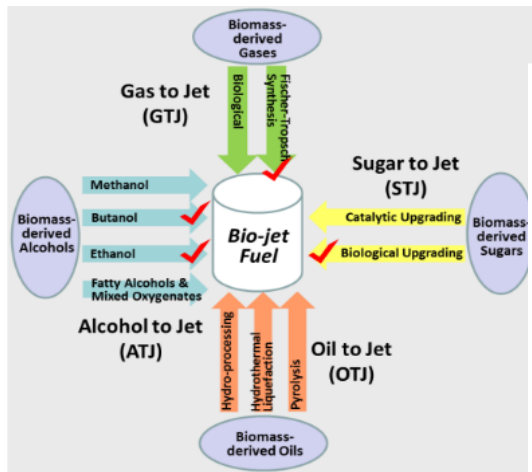 Biomass-
derived
Gases
Gas to Jet
(GTJ)
Biological
Fischer-Tropsch
Synthesis
Sugar to Jet
(STJ)
Methanol
Butanol
Ethanol
Fatty Alcohols &
Mixed Oxygenates
Biomass-
derived
Alcohols
Bio-jet
Fuel
Catalytic Upgrading
Biological Upgrading
Biomass-
derived
Sugars
Alcohol to Jet
(ATJ)
Hydro-processing
Hydrothermal
Liquefaction
Pyrolysis
Oil to Jet
(OTJ)
Biomass-
derived Oils